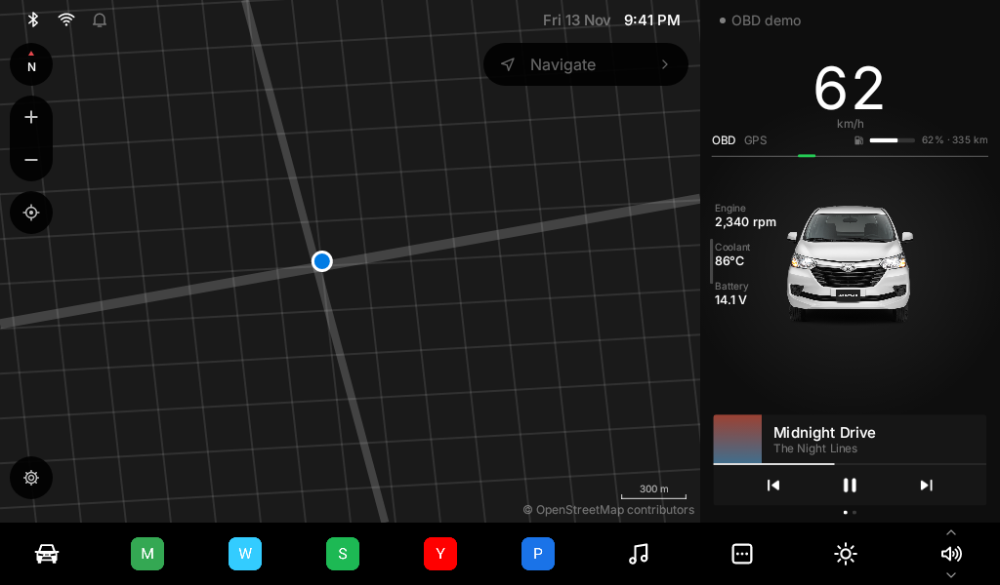 Fri 13 Nov 9:41 PM
N
Navigate
300 m
© OpenStreetMap contributors
OBD demo
62
km/h
OBD GPS
62% · 335 km
Engine
2,340 rpm
Coolant
86°C
Battery
14.1 V
Midnight Drive
The Night Lines
M
W
S
Y
P